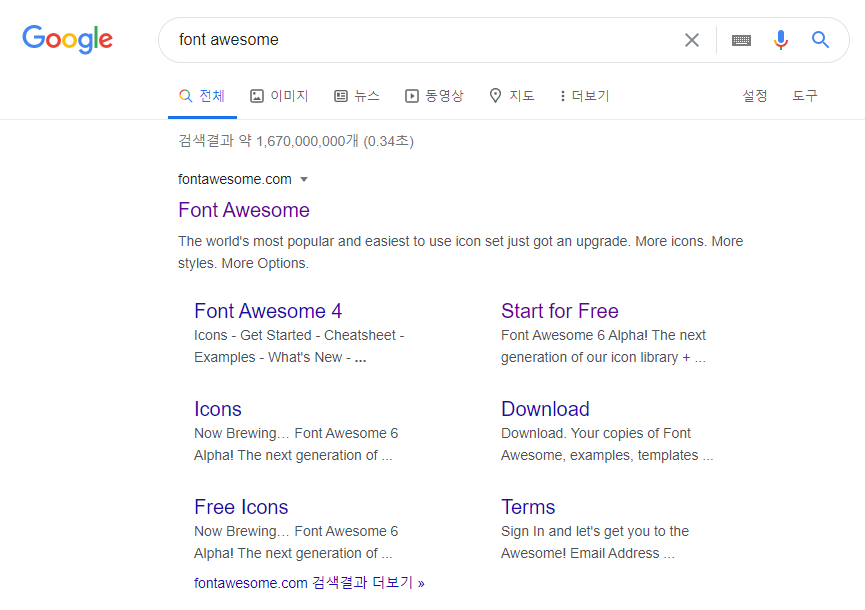 Google
font awesome
전체 이미지 뉴스 동영상 지도 더보기 설정 도구
검색결과 약 1,670,000,000개 (0.34초)
fontawesome.com
Font Awesome
The world's most popular and easiest to use icon set just got an upgrade. More icons. More
styles. More Options.
Font Awesome 4
Icons - Get Started - Cheatsheet -
Examples - What's New - ...
Start for Free
Font Awesome 6 Alpha! The next
generation of our icon library + ...
Icons
Now Brewing… Font Awesome 6
Alpha! The next generation of ...
Download
Download. Your copies of Font
Awesome, examples, templates ...
Free Icons
Now Brewing… Font Awesome 6
Alpha! The next generation of ...
Terms
Sign In and let's get you to the
Awesome! Email Address ...
fontawesome.com 검색결과 더보기 »